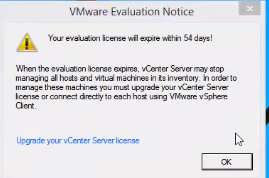 VMware Evaluation Notice
Your evaluation license will expire within 54 days!
When the evaluation license expires, vCenter Server may stop
managing all hosts and virtual machines in its inventory. In order to
manage these machines you must upgrade your vCenter Server
license or connect directly to each host using VMware vSphere
Client.
Upgrade your vCenter Server license
OK